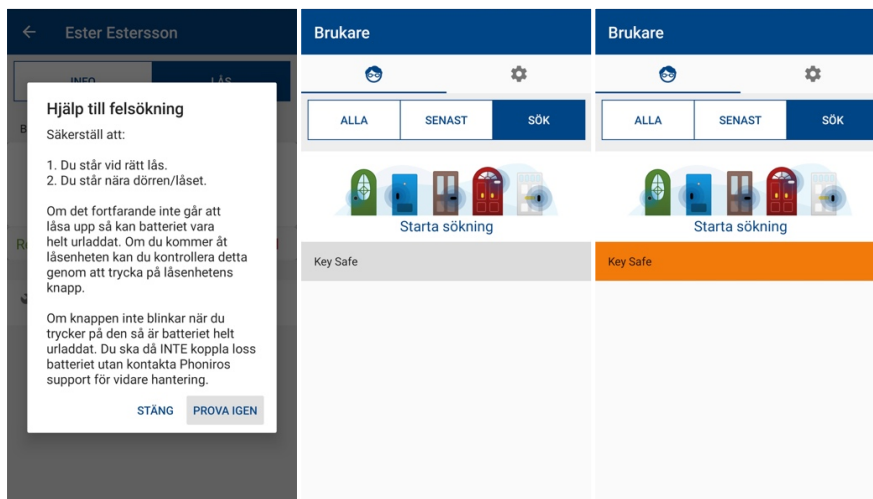 Ester Estersson
INFO
LÅS
Hjälp till felsökning
Säkerställ att:
1. Du står vid rätt lås.
2. Du står nära dörren/låset.
Om det fortfarande inte går att
låsa upp så kan batteriet vara
helt urladdat. Om du kommer åt
låsenheten kan du kontrollera detta
genom att trycka på låsenhetens
knapp.
Om knappen inte blinkar när du
trycker på den så är batteriet helt
urladdat. Du ska då INTE koppla loss
batteriet utan kontakta Phoniros
support för vidare hantering.
STÄNG
PROVA IGEN
Brukare
ALLA
SENAST
SÖK
Starta sökning
Key Safe
Brukare
ALLA
SENAST
SÖK
Starta sökning
Key Safe